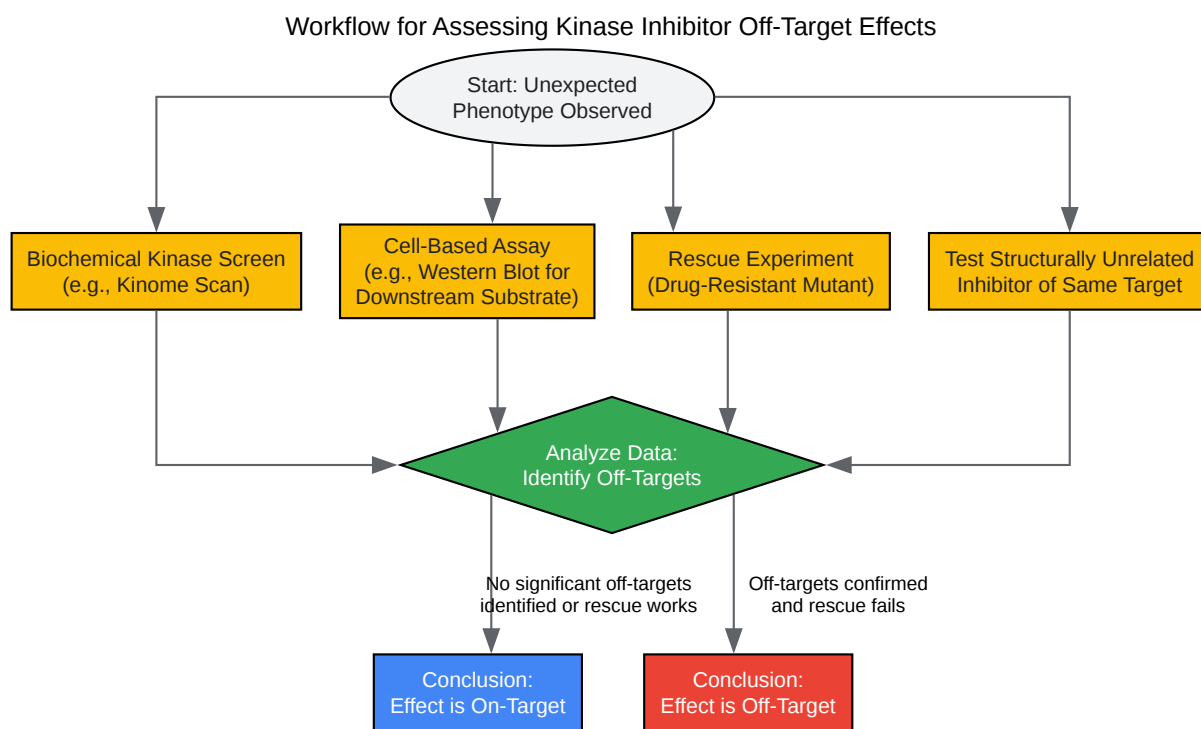 Workflow for Assessing Kinase Inhibitor Off-Target Effects
Start: Unexpected
Phenotype Observed
Biochemical Kinase Screen
(e.g., Kinome Scan)
Cell-Based Assay
(e.g., Western Blot for
Downstream Substrate)
Rescue Experiment
(Drug-Resistant Mutant)
Test Structurally Unrelated
Inhibitor of Same Target
Analyze Data:
Identify Off-Targets
No significant off-targets
identified or rescue works
Off-targets confirmed
and rescue fails
Conclusion:
Effect is On-Target
Conclusion:
Effect is Off-Target